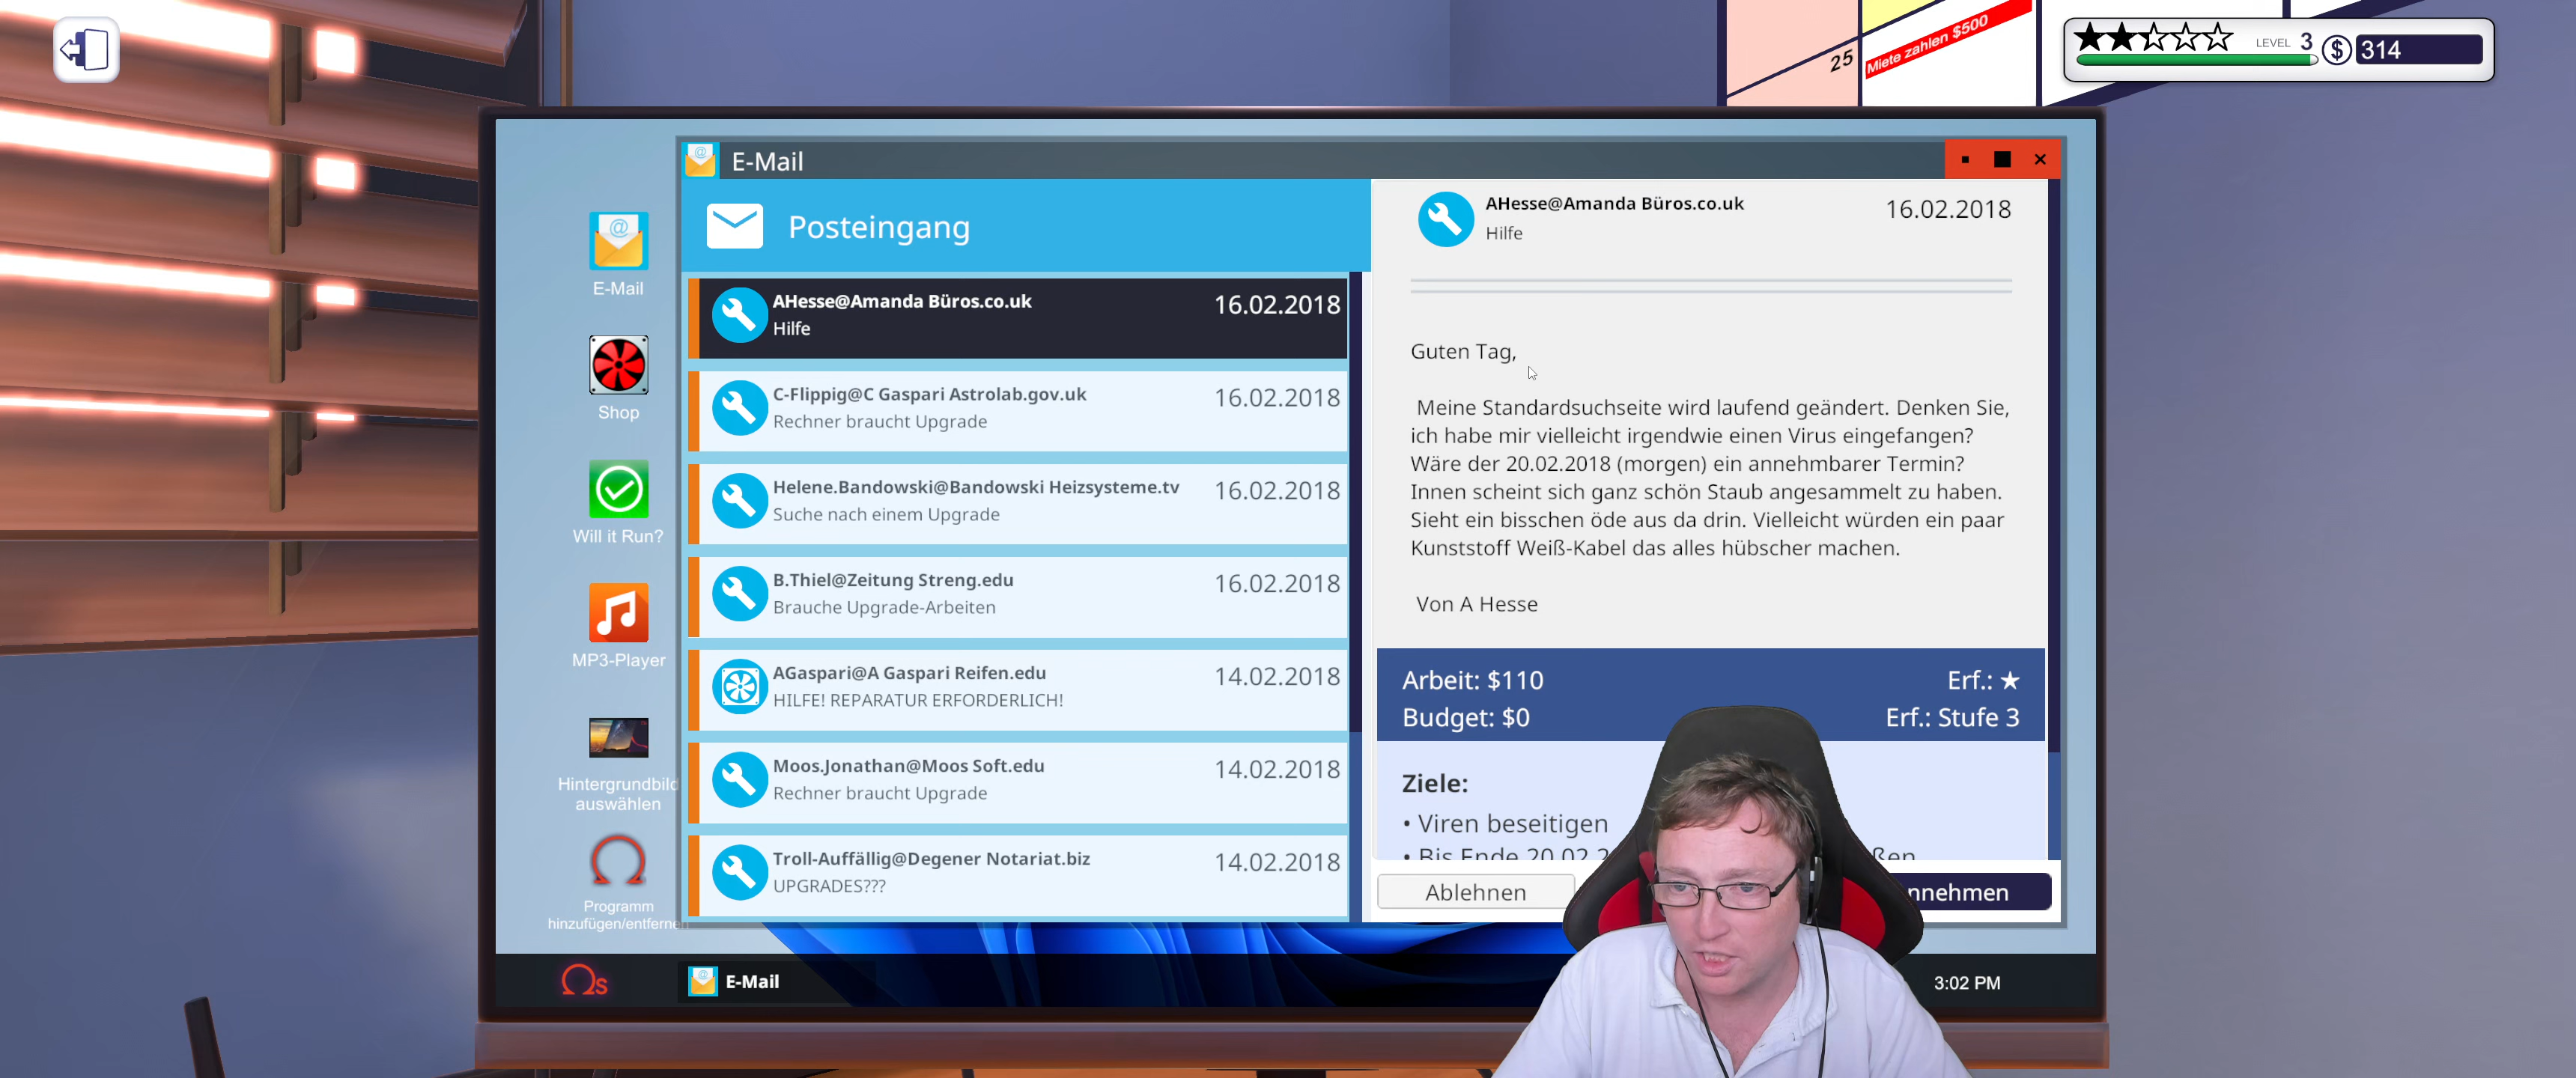 25
Miete zahlen $500
LEVEL 3
$ 314
E-Mail
E-Mail
Shop
Will it Run?
MP3-Player
Hintergrundbild
auswählen
Programm
Posteingang
AHesse@Amanda Büros.co.uk 16.02.2018
Hilfe
C-Flippig@C Gaspari Astrolab.gov.uk 16.02.2018
Rechner braucht Upgrade
Helene.Bandowski@Bandowski Heizsysteme.tv 16.02.2018
Suche nach einem Upgrade
B.Thiel@Zeitung Streng.edu 16.02.2018
Brauche Upgrade-Arbeiten
AGaspari@A Gaspari Reifen.edu 14.02.2018
HILFE! REPARATUR ERFORDERLICH!
Moos.Jonathan@Moos Soft.edu 14.02.2018
Rechner braucht Upgrade
Troll-Auffällig@Degener Notariat.biz 14.02.2018
UPGRADES???
AHesse@Amanda Büros.co.uk 16.02.2018
Hilfe
Guten Tag,
Meine Standardsuchseite wird laufend geändert. Denken Sie,
ich habe mir vielleicht irgendwie einen Virus eingefangen?
Wäre der 20.02.2018 (morgen) ein annehmbarer Termin?
Innen scheint sich ganz schön Staub angesammelt zu haben.
Sieht ein bisschen öde aus da drin. Vielleicht würden ein paar
Kunststoff Weiß-Kabel das alles hübscher machen.
Von A Hesse
Arbeit: $110 Erf.: ★
Budget: $0 Erf.: Stufe 3
Ziele:
• Viren beseitigen
• Bis Ende 20.02.2
Ablehnen nnehmen
Ωs E-Mail 3:02 PM